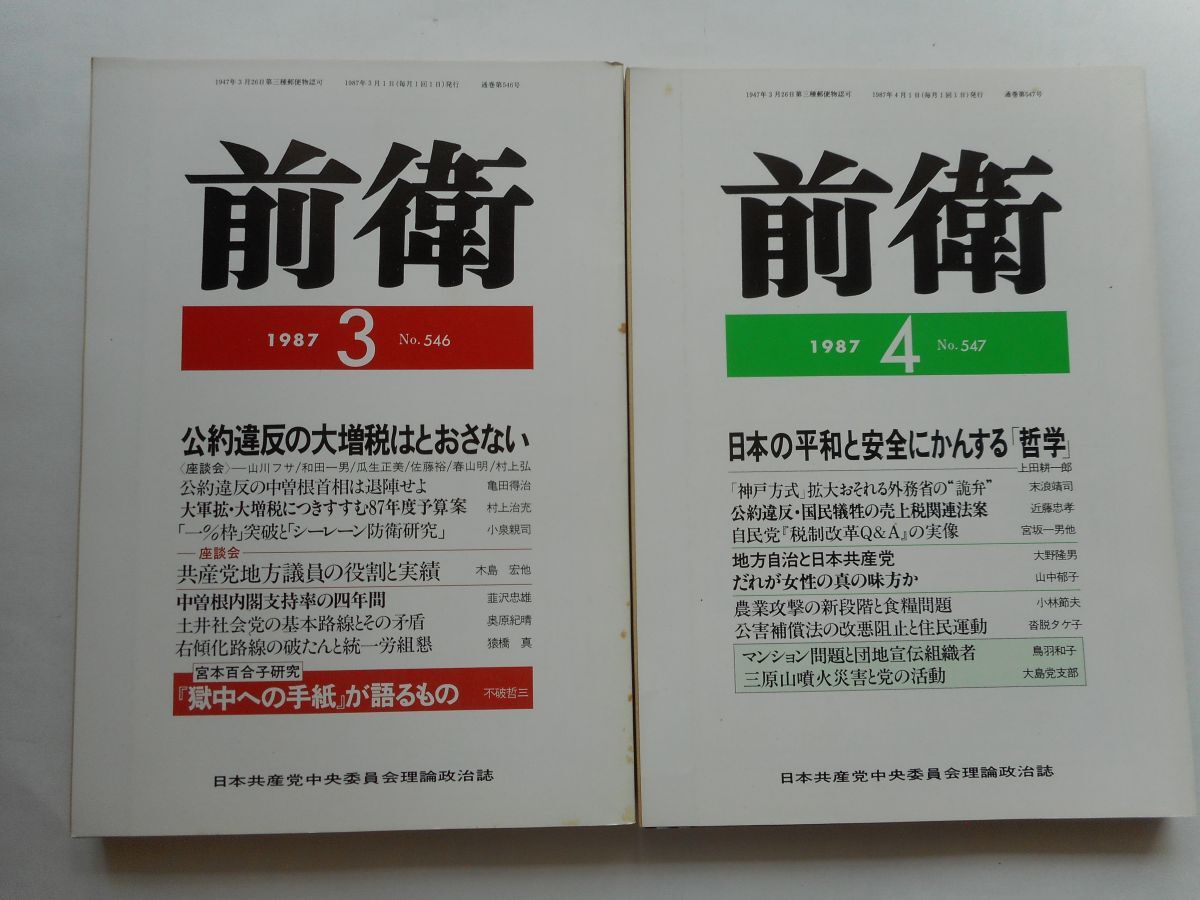 1947年3月26日第三種郵便物認可 1987年3月1日(毎月1回1日)発行 通巻第546号
前衛
1987 3 No. 546
公約違反の大増税はとおさない
〈座談会〉―山川フサ/和田一男/瓜生正美/佐藤裕/春山明/村上弘
公約違反の中曽根首相は退陣せよ 亀田得治
大軍拡・大増税につきすすむ87年度予算案 村上治充
「一%枠」突破と「シーレーン防衛研究」 小泉親司
―座談会
共産党地方議員の役割と実績 木島 宏他
中曽根内閣支持率の四年間 韮沢忠雄
土井社会党の基本路線とその矛盾 奥原紀晴
右傾化路線の破たんと統一労組懇 猿橋 真
宮本百合子研究
『獄中への手紙』が語るもの 不破哲三
日本共産党中央委員会理論政治誌
1947年3月26日第三種郵便物認可 1987年4月1日(毎月1回1日)発行 通巻第547号
前衛
1987 4 No. 547
日本の平和と安全にかんする「哲学」
上田耕一郎
「神戸方式」拡大おそれる外務省の“詭弁” 末浪靖司
公約違反・国民犠牲の売上税関連法案 近藤忠孝
自民党『税制改革Q&A』の実像 宮坂一男他
地方自治と日本共産党 大野隆男
だれが女性の真の味方か 山中郁子
農業攻撃の新段階と食糧問題 小林節夫
公害補償法の改悪阻止と住民運動 沓脱タケ子
マンション問題と団地宣伝組織者 鳥羽和子
三原山噴火災害と党の活動 大島党支部
日本共産党中央委員会理論政治誌